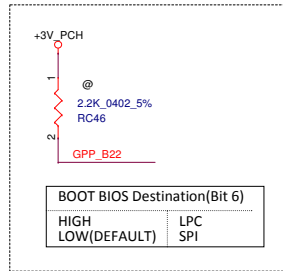 +3V_PCH
1
@
2.2K_0402_5%
RC46
2
GPP_B22
BOOT BIOS Destination(Bit 6)
HIGH LPC
LOW(DEFAULT) SPI